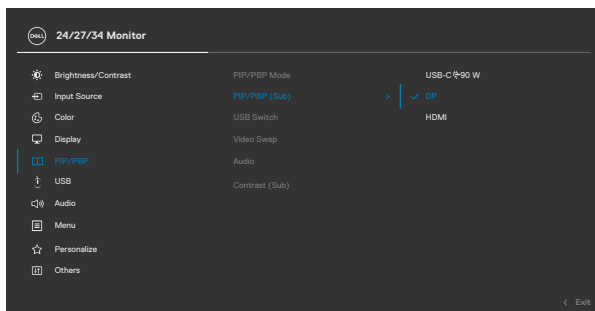 DELL 24/27/34 Monitor
Brightness/Contrast PIP/PBP Mode USB-C 90 W
Input Source PIP/PBP (Sub) > ✓ DP
Color USB Switch HDMI
Display Video Swap
PIP/PBP Audio
USB Contrast (Sub)
Audio
Menu
Personalize
Others
< Exit